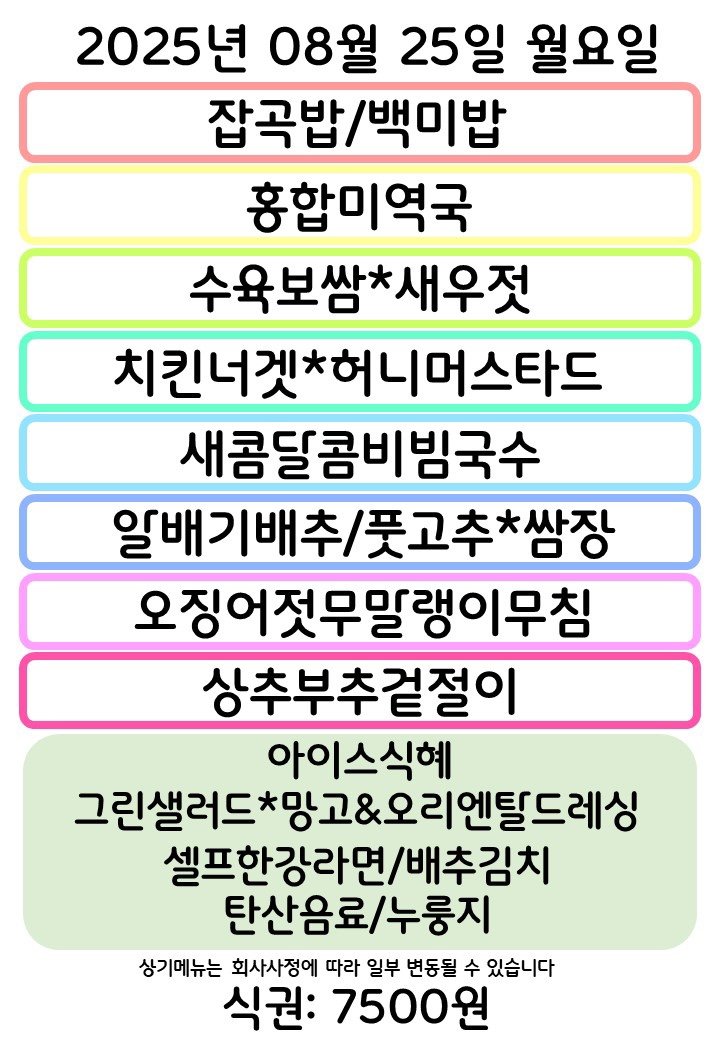 2025년 08월 25일 월요일
잡곡밥/백미밥
홍합미역국
수육보쌈*새우젓
치킨너겟*허니머스타드
새콤달콤비빔국수
알배기배추/풋고추*쌈장
오징어젓무말랭이무침
상추부추겉절이
아이스식혜
그린샐러드*망고&오리엔탈드레싱
셀프한강라면/배추김치
탄산음료/누룽지
상기메뉴는 회사사정에 따라 일부 변동될 수 있습니다
식권: 7500원